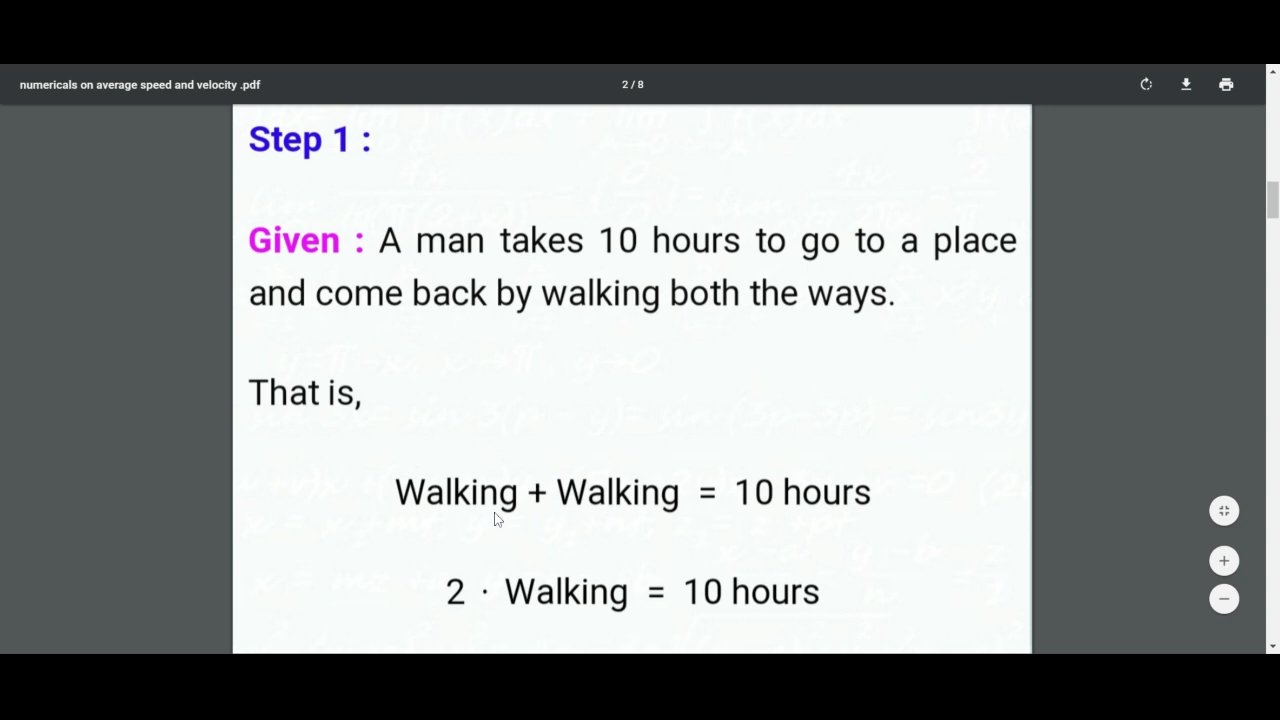 numericals on average speed and velocity .pdf
2 / 8
Step 1 :
Given : A man takes 10 hours to go to a place
and come back by walking both the ways.
That is,
Walking + Walking = 10 hours
2 · Walking = 10 hours